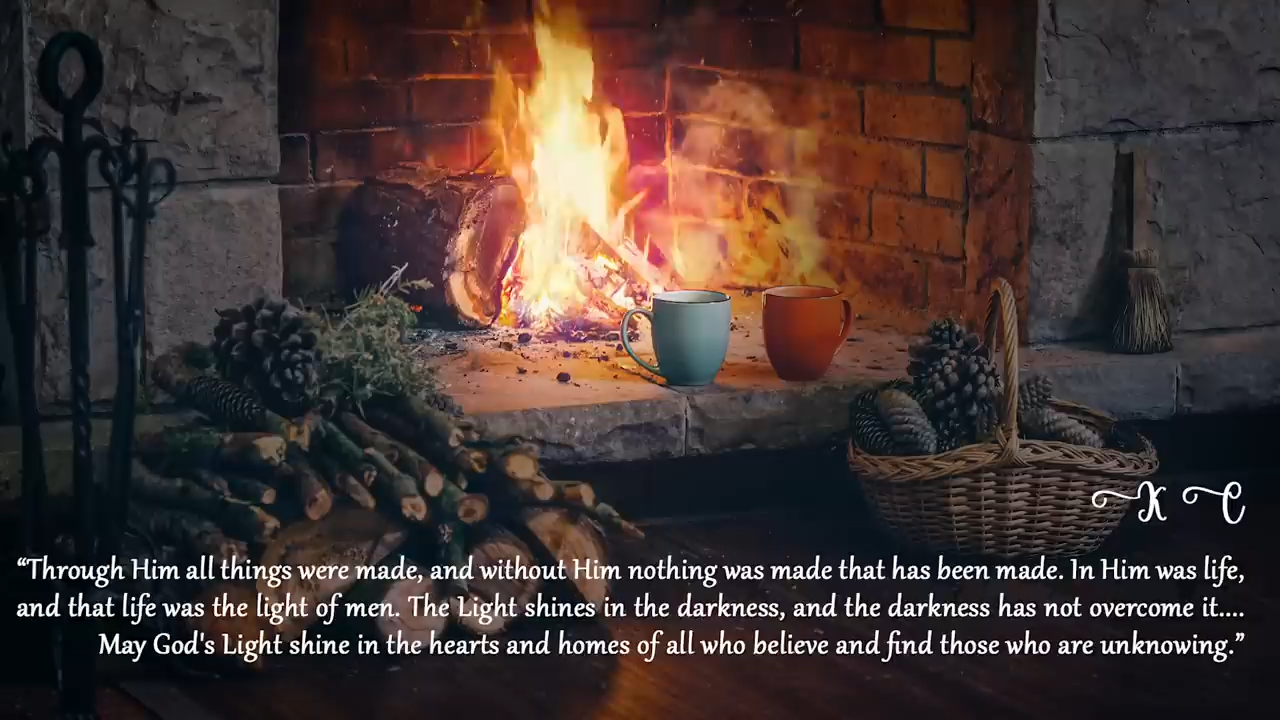 K C
“Through Him all things were made, and without Him nothing was made that has been made. In Him was life,
and that life was the light of men. The Light shines in the darkness, and the darkness has not overcome it....
May God's Light shine in the hearts and homes of all who believe and find those who are unknowing.”